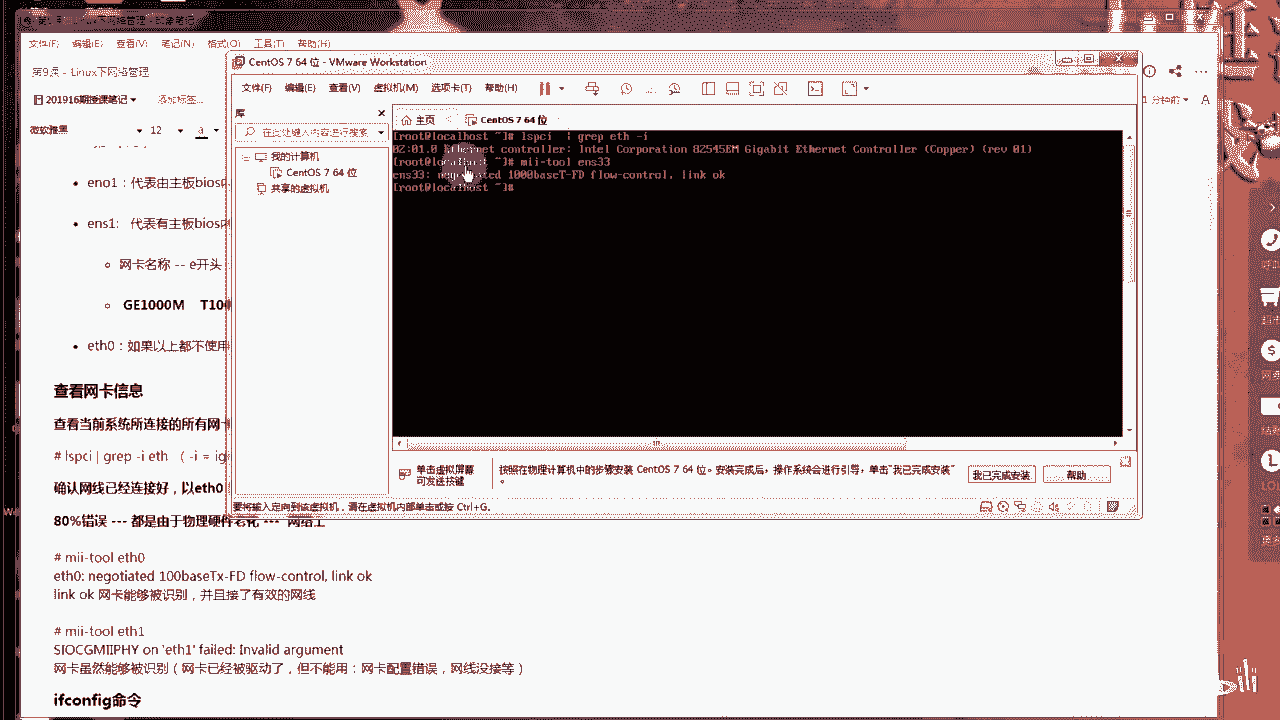 文件(F) 编辑(E) 查看(V) 笔记(N) 格式(O) 工具(T) 帮助(H)
第9课 - Linux下网络管理
201916期授课笔记 添加标签...
1 分钟前
微软雅黑 12 a
eno1：代表由主板bios内
ens1: 代表有主板bios内
网卡名称 -- e开头
GE1000M T10
eth0：如果以上都不使用
查看网卡信息
查看当前系统所连接的所有网卡
# lspci | grep -i eth （ -i = ig
确认网线已经连接好，以eth0
80%错误 --- 都是由于物理硬件老化 --- 网络工
# mii-tool eth0
eth0: negotiated 100baseTx-FD flow-control, link ok
link ok 网卡能够被识别，并且接了有效的网线
# mii-tool eth1
SIOCGMIIPHY on 'eth1' failed: Invalid argument
网卡虽然能够被识别（网卡已经被驱动了，但不能用：网卡配置错误，网线没接等）
ifconfig命令
CentOS 7 64 位 - VMware Workstation
文件(F) 编辑(E) 查看(V) 虚拟机(M) 选项卡(T) 帮助(H)
库
在此处键入内容进行搜索
我的计算机
CentOS 7 64 位
共享的虚拟机
主页 CentOS 7 64 位
[root@localhost ~]# lspci | grep eth -i
02:01.0 Ethernet controller: Intel Corporation 82545EM Gigabit Ethernet Controller (Copper) (rev 01)
[root@localhost ~]# mii-tool ens33
ens33: negotiated 1000baseT-FD flow-control, link ok
[root@localhost ~]#
单击虚拟屏幕
可发送按键
按照在物理计算机中的步骤安装 CentOS 7 64 位。安装完成后，操作系统会进行引导，单击“我已完成安装”
。
我已完成安装 帮助
要将输入定向到该虚拟机，请在虚拟机内部单击或按 Ctrl+G。